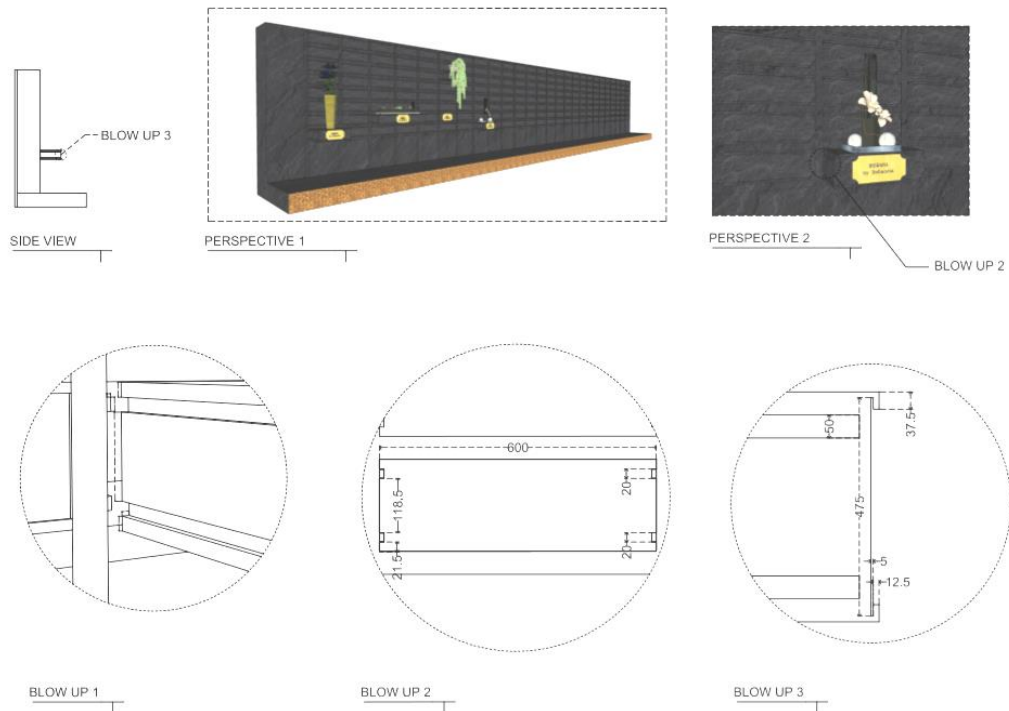 BLOW UP 3
SIDE VIEW
PERSPECTIVE 1
PERSPECTIVE 2
BLOW UP 2
600
118.5
21.5
20
20
50
37.5
475
5
12.5
BLOW UP 1
BLOW UP 2
BLOW UP 3